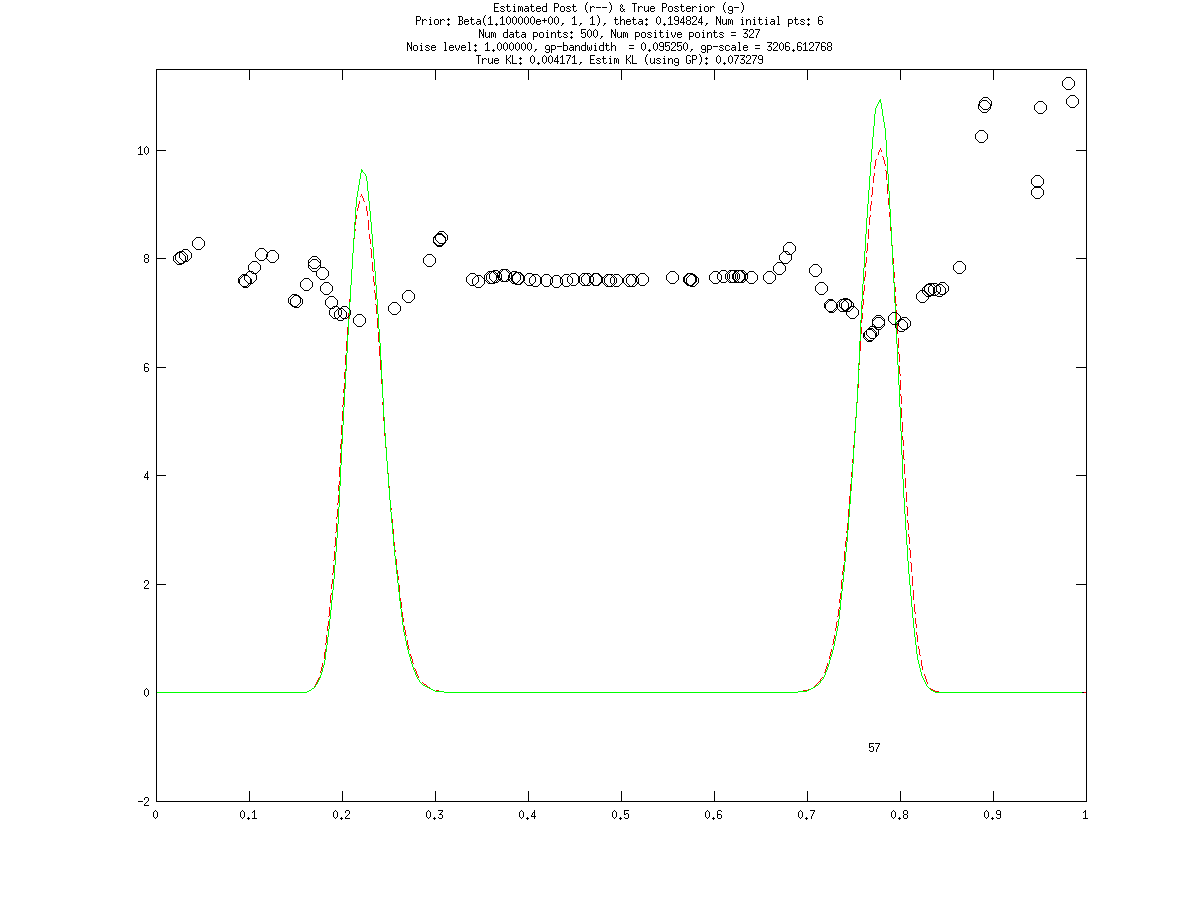 Estimated Post (r--) & True Posterior (g-)
Prior: Beta(1.100000e+00, 1, 1), theta: 0.194824, Num initial pts: 6
Num data points: 500, Num positive points = 327
Noise level: 1.000000, gp-bandwidth  = 0.095250, gp-scale = 3206.612768
True KL: 0.004171, Estim KL (using GP): 0.073279
10
8
6
4
2
0
57
-2
0 0.1 0.2 0.3 0.4 0.5 0.6 0.7 0.8 0.9 1